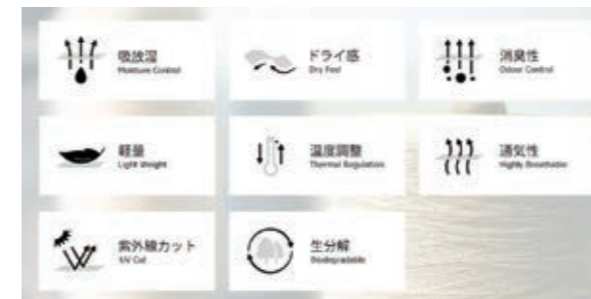 吸放湿
Moisture Control
ドライ感
Dry Feel
消臭性
Odour Control
軽量
Light Weight
温度調整
Thermal Regulation
通気性
Highly Breathable
紫外線カット
UV Cut
生分解
Biodegradable